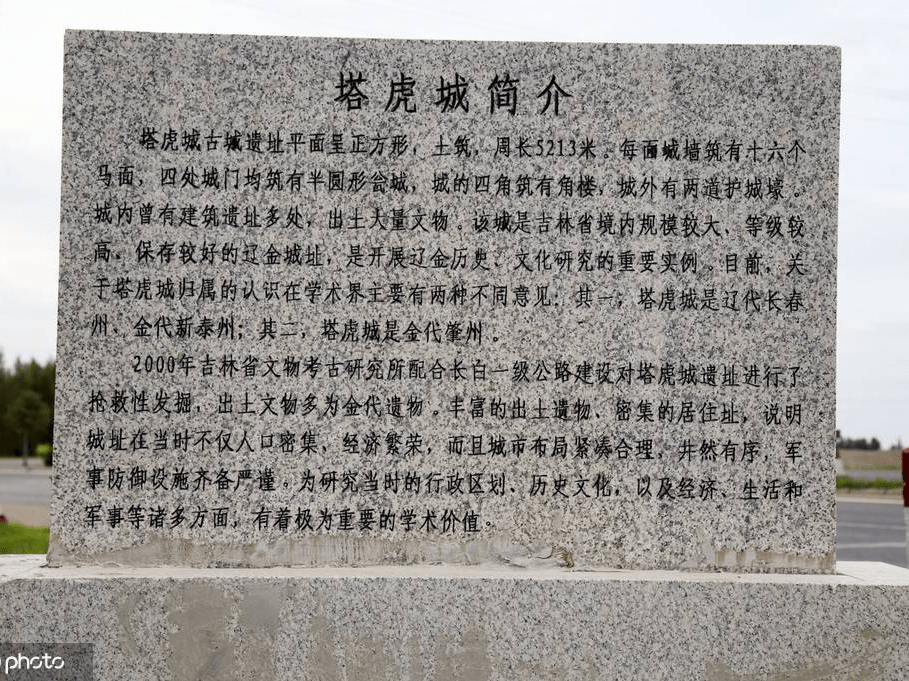 塔虎城简介
塔虎城古城遗址平面呈正方形，土筑，周长5213米。每面城墙筑有十六个
马面，四处城门均筑有半圆形瓮城，城的四角筑有角楼，城外有两道护城壕。
城内曾有建筑遗址多处，出土大量文物。该城是吉林省境内规模较大、等级较
高、保存较好的辽金城址，是开展辽金历史、文化研究的重要实例。目前，关
于塔虎城归属的认识在学术界主要有两种不同意见：其一，塔虎城是辽代长春
州、金代新泰州；其二，塔虎城是金代肇州。
2000年吉林省文物考古研究所配合长白一级公路建设对塔虎城遗址进行了
抢救性发掘，出土文物多为金代遗物。丰富的出土遗物、密集的居住址，说明
城址在当时不仅人口密集，经济繁荣，而且城市布局紧凑合理，井然有序，军
事防御设施齐备严谨。为研究当时的行政区划、历史文化，以及经济、生活和
军事等诸多方面，有着极为重要的学术价值。
photo